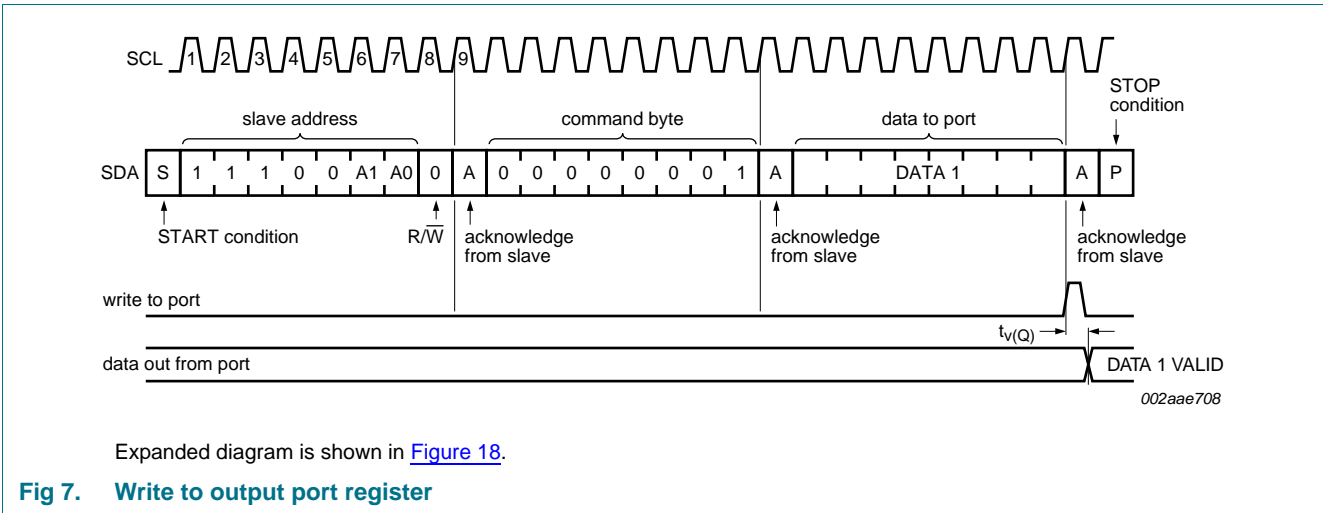 SCL 1 2 3 4 5 6 7 8 9
STOP
condition
slave address command byte data to port
SDA S 1 1 1 0 0 A1 A0 0 A 0 0 0 0 0 0 0 1 A DATA 1 A P
START condition R/W̅ acknowledge acknowledge acknowledge
from slave from slave from slave
write to port
tv(Q)
data out from port DATA 1 VALID
002aae708
Expanded diagram is shown in Figure 18.
Fig 7. Write to output port register